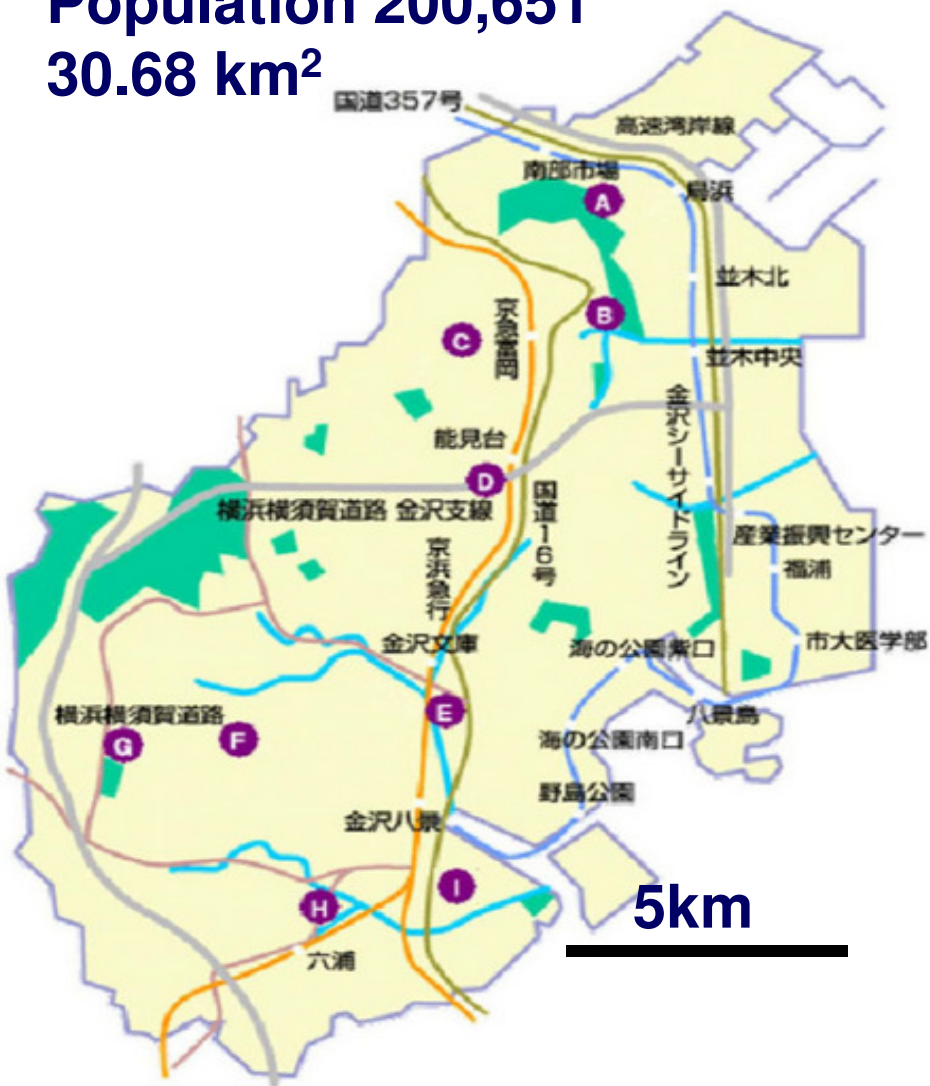 Population 200,651
30.68 km²
国道357号
高速湾岸線
南部市場
A
鳥浜
並木北
B
京急富岡
C
並木中央
金沢シーサイドライン
能見台
D
国道16号
横浜横須賀道路 金沢支線
産業振興センター
京浜急行
福浦
金沢文庫
海の公園紫口
市大医学部
横浜横須賀道路
E
八景島
G
F
海の公園南口
野島公園
金沢八景
I
H
5km
六浦